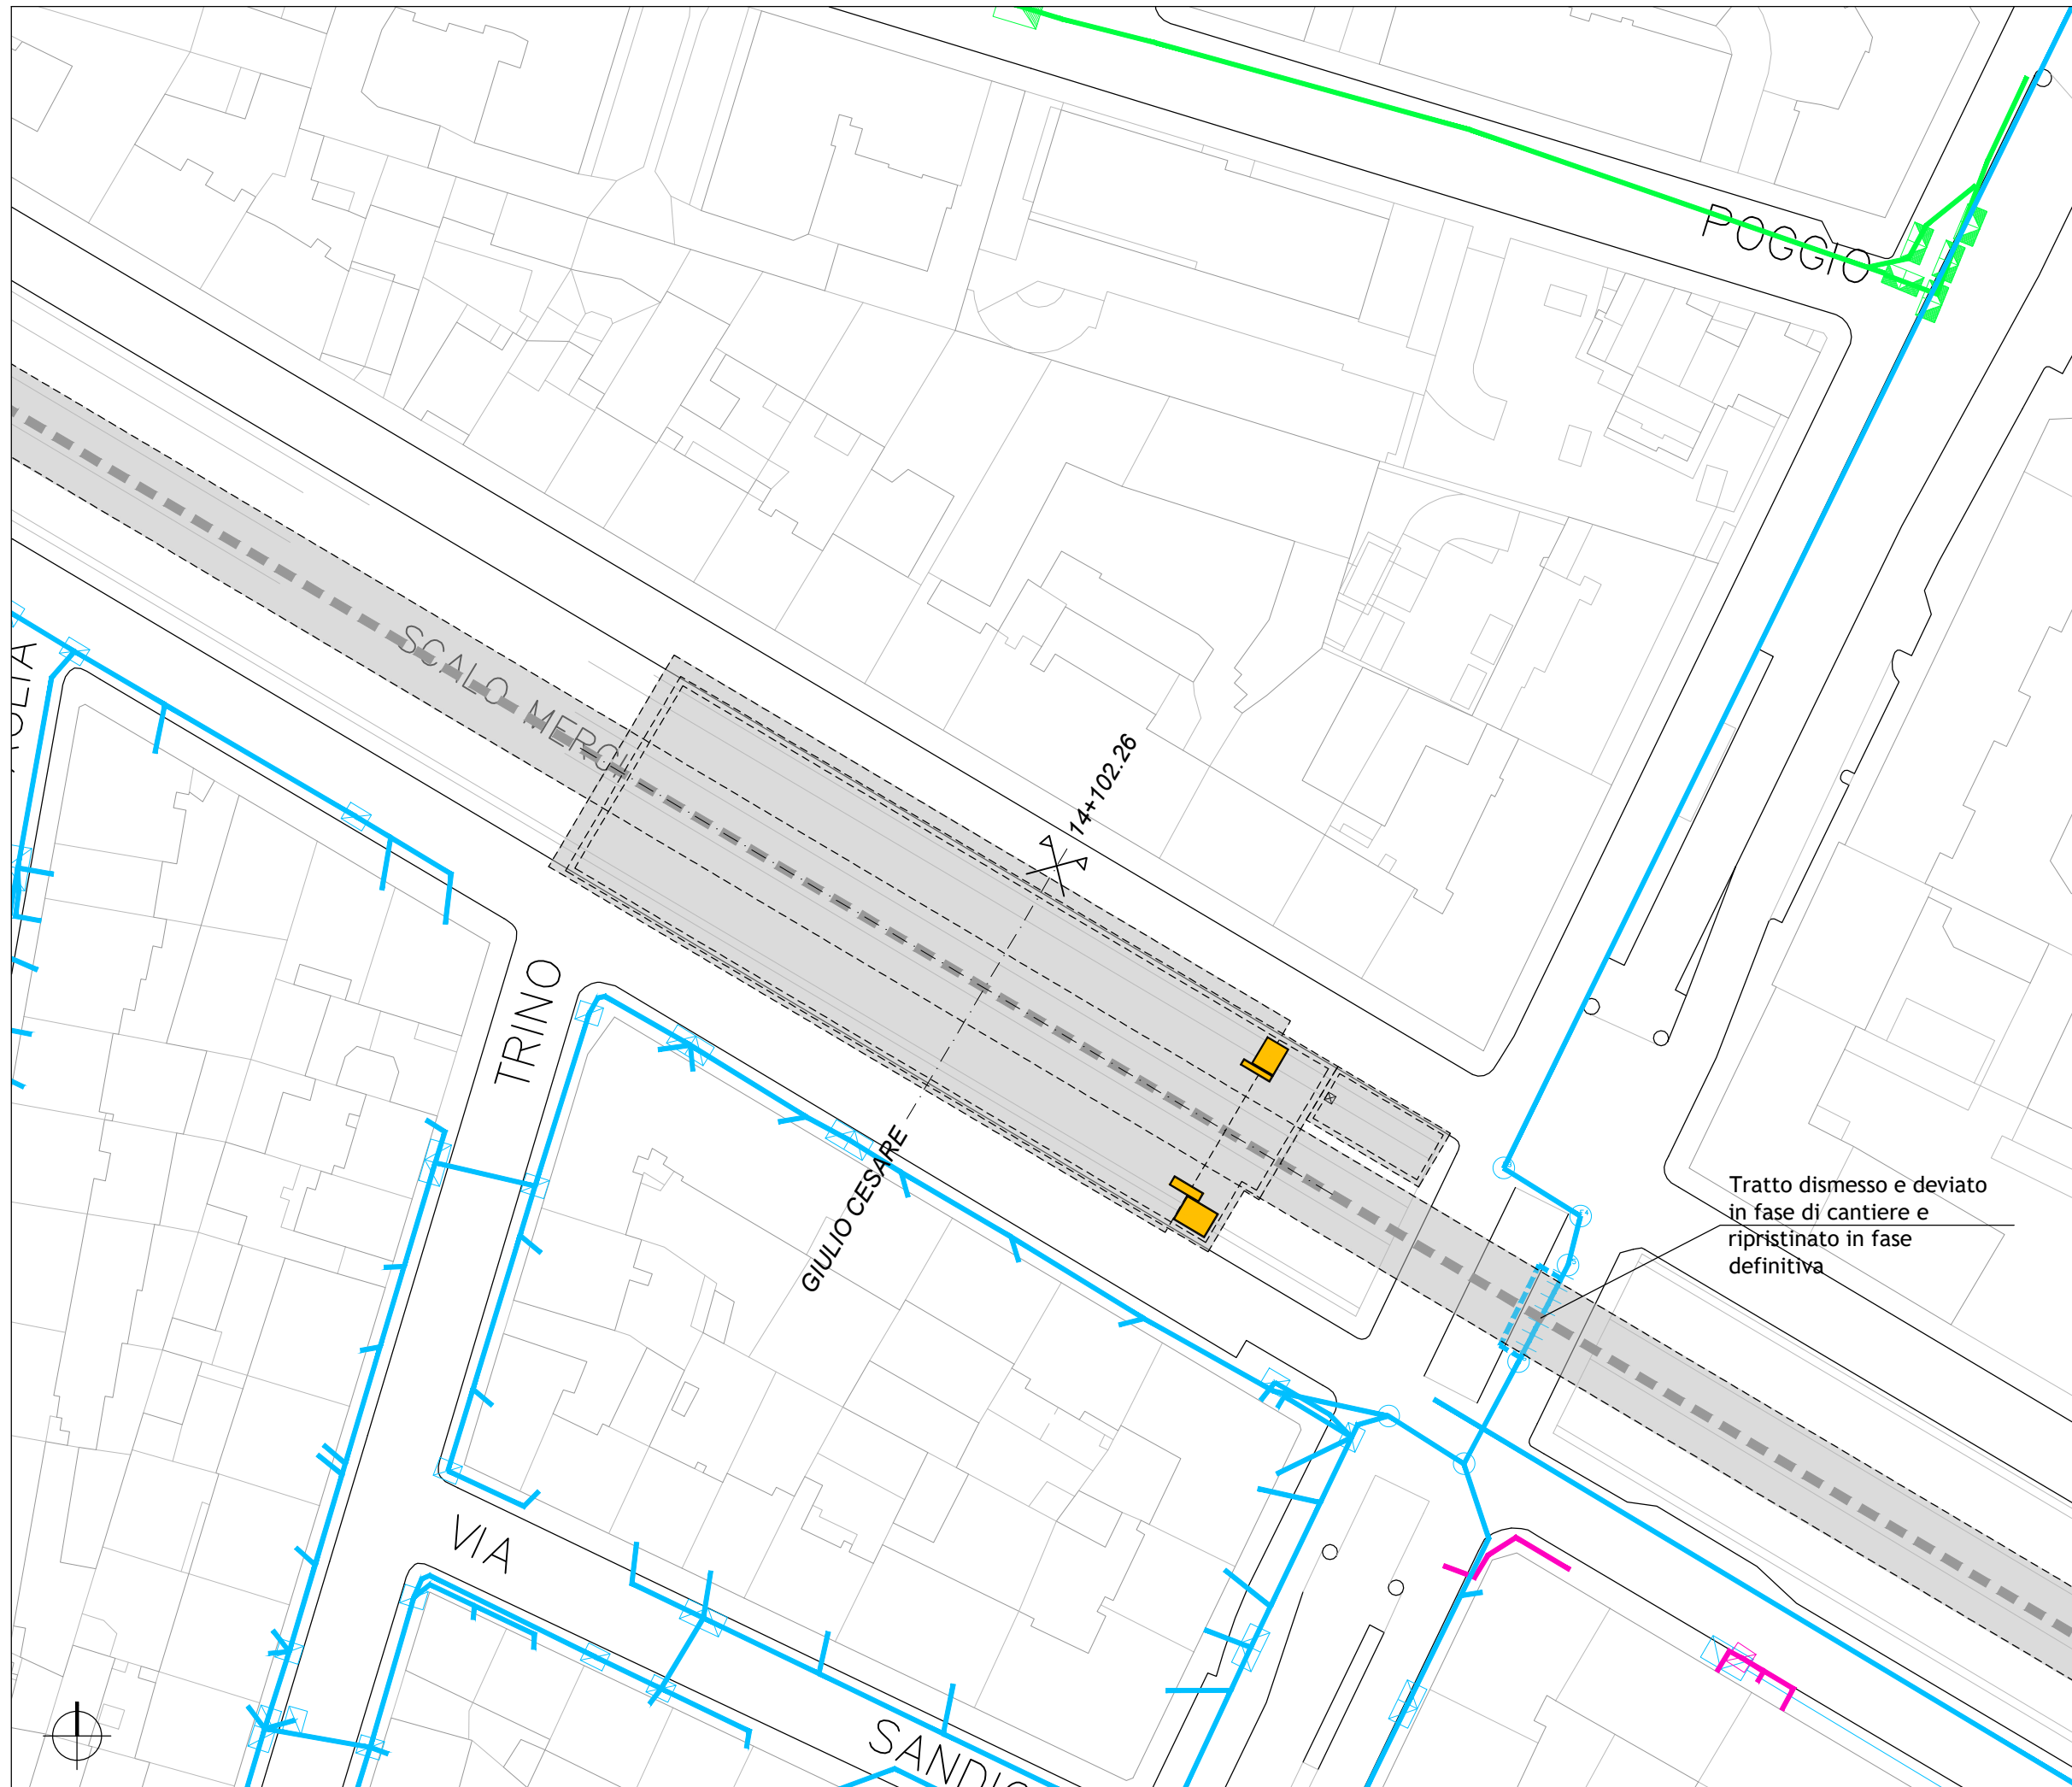 POGGIO
SCALO MERCI
14+102.26
TRINO
GIULIO CESARE
Tratto dismesso e deviato
in fase di cantiere e
ripristinato in fase
definitiva
VIA